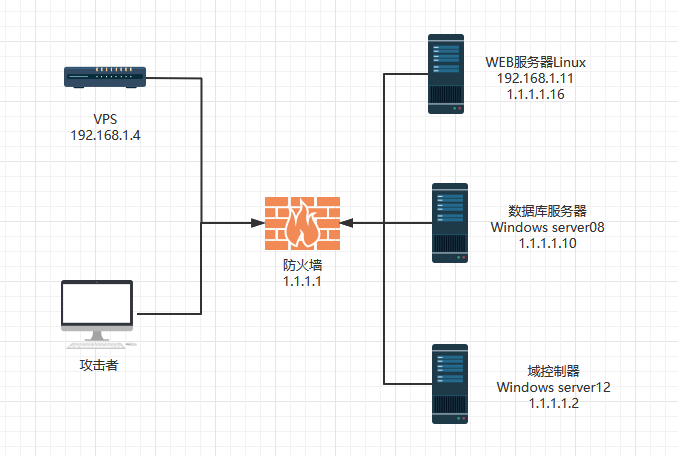 VPS
192.168.1.4
攻击者
防火墙
1.1.1.1
WEB服务器Linux
192.168.1.11
1.1.1.1.16
数据库服务器
Windows server08
1.1.1.1.10
域控制器
Windows server12
1.1.1.1.2